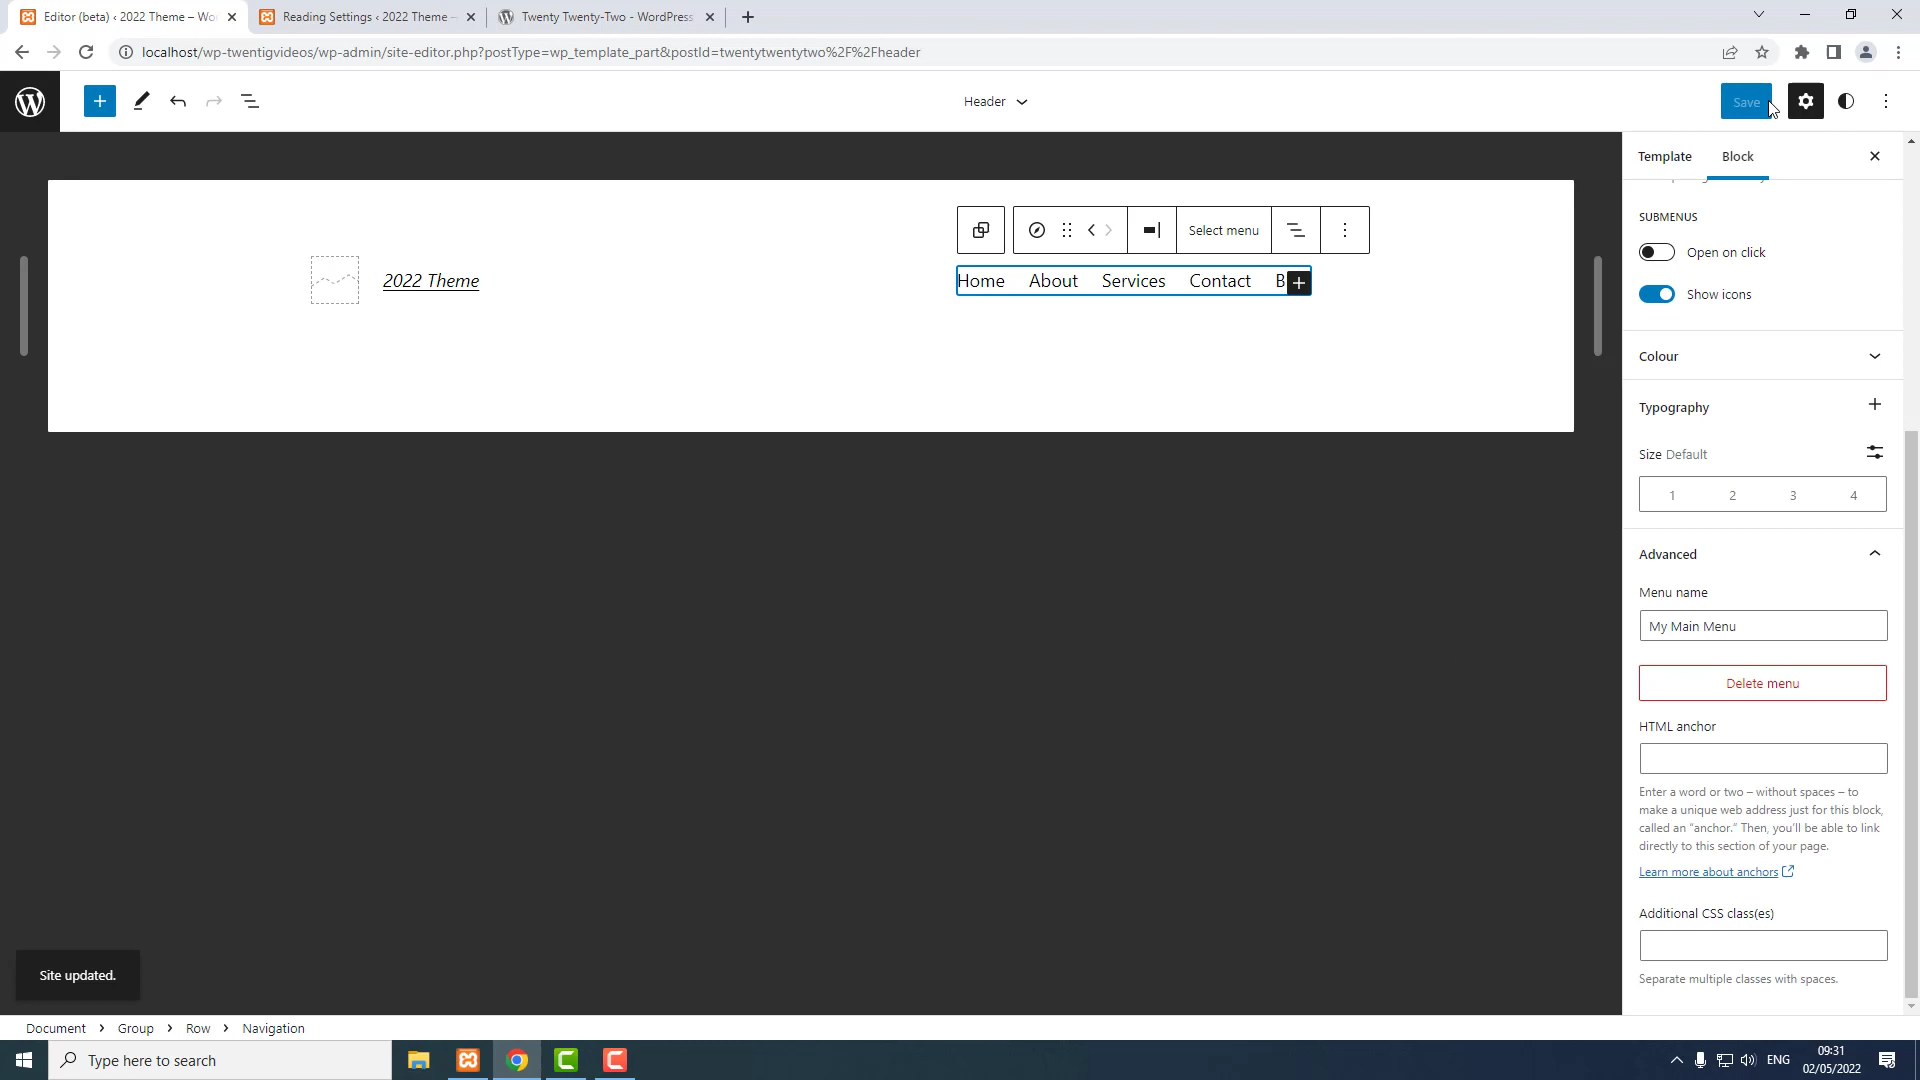 Editor (beta) ‹ 2022 Theme – Wo
Reading Settings ‹ 2022 Theme –
Twenty Twenty-Two - WordPress
localhost/wp-twentigvideos/wp-admin/site-editor.php?postType=wp_template_part&postId=twentytwentytwo%2F%2Fheader
Header
Save
Template
Block
SUBMENUS
Open on click
Show icons
Colour
Typography
Size Default
1 2 3 4
Advanced
Menu name
My Main Menu
Delete menu
HTML anchor
Enter a word or two – without spaces – to
make a unique web address just for this block,
called an “anchor.” Then, you’ll be able to link
directly to this section of your page.
Learn more about anchors
Additional CSS class(es)
Separate multiple classes with spaces.
Select menu
2022 Theme
Home About Services Contact B
Site updated.
Document > Group > Row > Navigation
Type here to search
ENG
09:31
02/05/2022